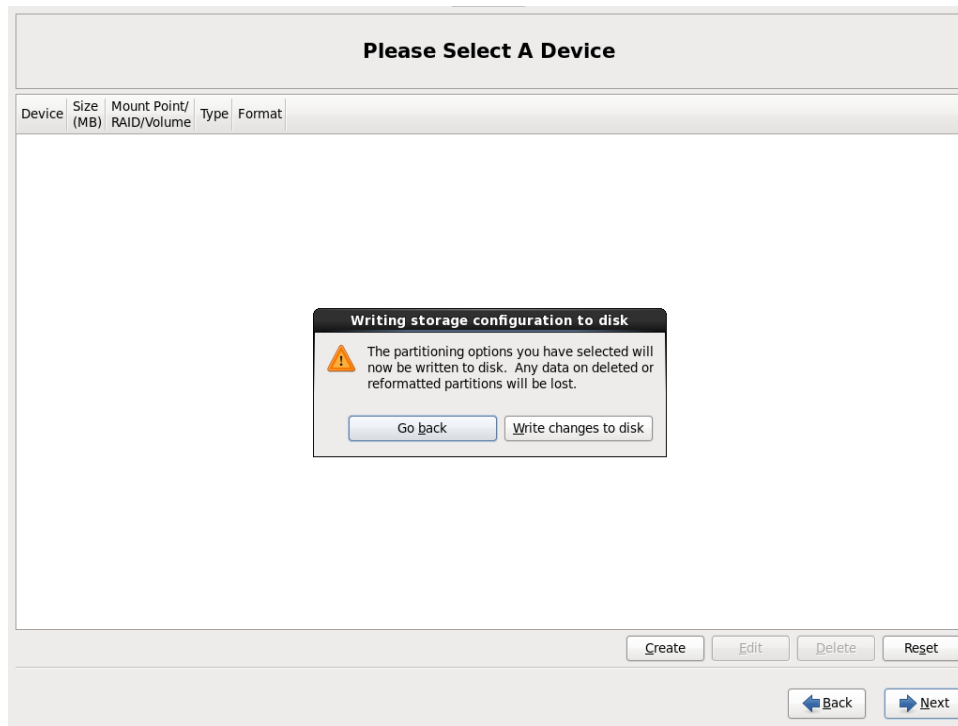 Please Select A Device
Device Size (MB) Mount Point/ RAID/Volume Type Format
Writing storage configuration to disk
The partitioning options you have selected will
now be written to disk.  Any data on deleted or
reformatted partitions will be lost.
Go back Write changes to disk
Create Edit Delete Reset
Back Next